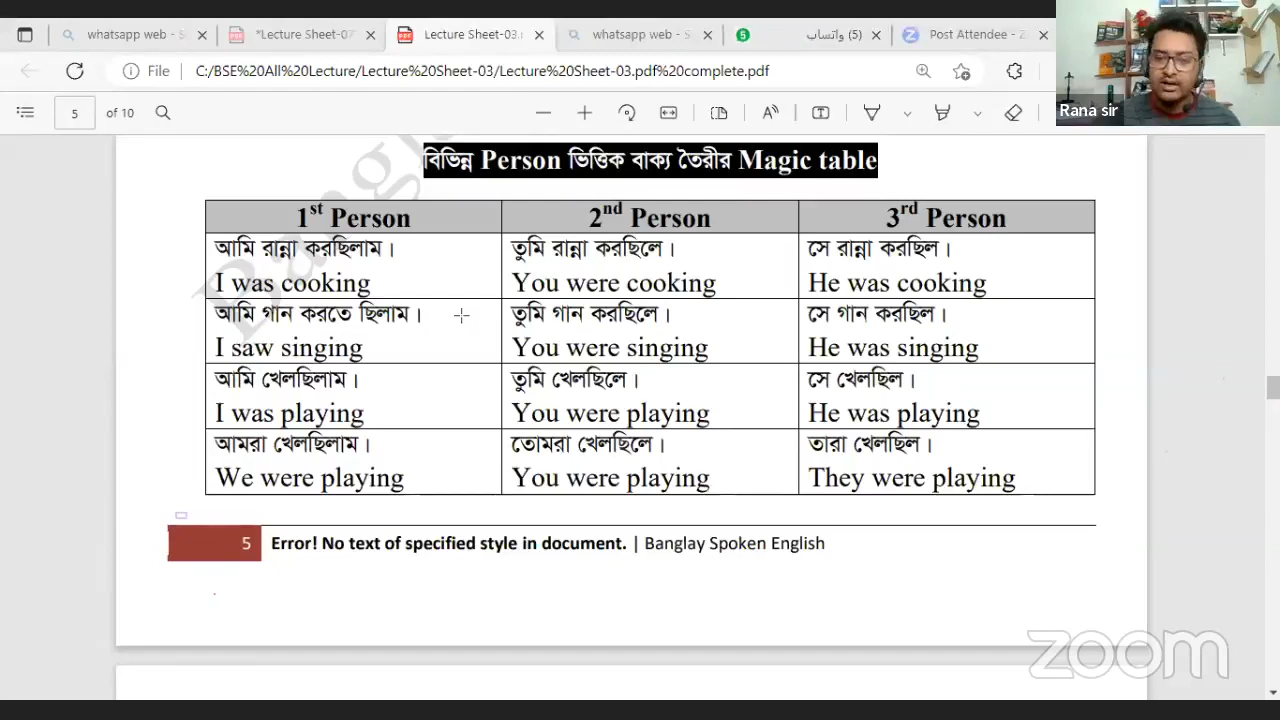 whatsapp web - S
*Lecture Sheet-07
Lecture Sheet-03.
whatsapp web - S
(5) واتساب
Post Attendee - Z
File
C:/BSE%20All%20Lecture/Lecture%20Sheet-03/Lecture%20Sheet-03.pdf%20complete.pdf
5 of 10
Rana sir
বিভিন্ন Person ভিত্তিক বাক্য তৈরীর Magic table
1st Person 2nd Person 3rd Person
আমি রান্না করছিলাম। তুমি রান্না করছিলে। সে রান্না করছিল।
I was cooking You were cooking He was cooking
আমি গান করতে ছিলাম। তুমি গান করছিলে। সে গান করছিল।
I saw singing You were singing He was singing
আমি খেলছিলাম। তুমি খেলছিলে। সে খেলছিল।
I was playing You were playing He was playing
আমরা খেলছিলাম। তোমরা খেলছিলে। তারা খেলছিল।
We were playing You were playing They were playing
5 Error! No text of specified style in document. | Banglay Spoken English
zoom